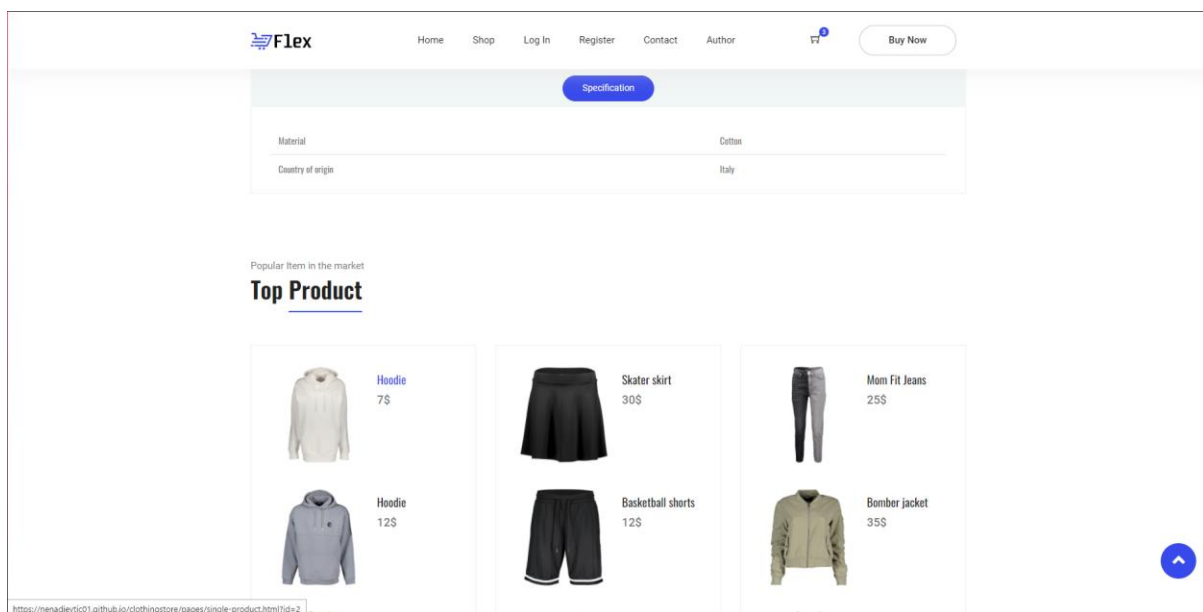 Flex
Home Shop Log In Register Contact Author 3 Buy Now
Specification
Material Cotton
Country of origin Italy
Popular Item in the market
Top Product
Hoodie Skater skirt Mom Fit Jeans
7$ 30$ 25$
Hoodie Basketball shorts Bomber jacket
12$ 12$ 35$
https://nenadjevtic01.github.io/clothingstore/pages/single-product.html?id=2